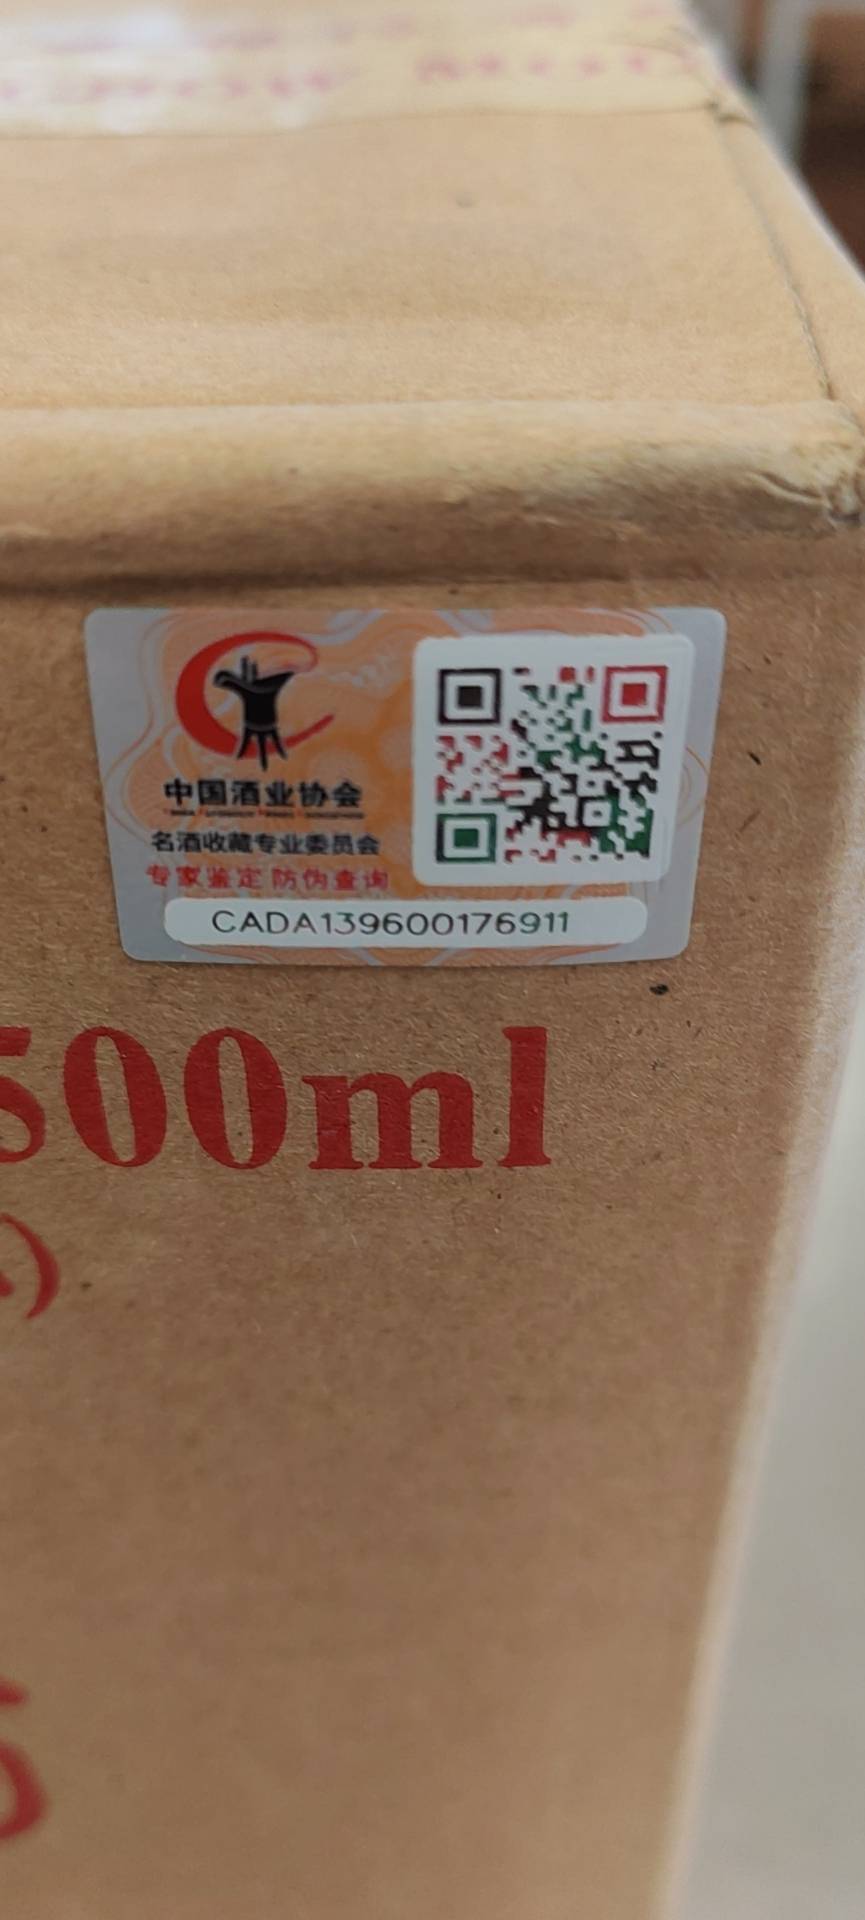 中国酒业协会
名酒收藏专业委员会
专家鉴定 防伪查询
CADA139600176911
500ml